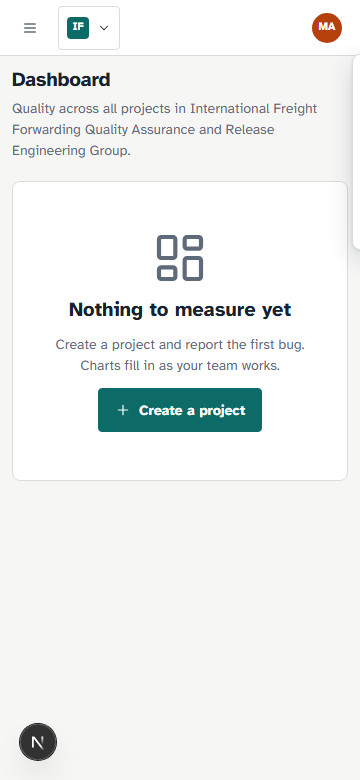 IF
MA
Dashboard
Quality across all projects in International Freight
Forwarding Quality Assurance and Release
Engineering Group.
Nothing to measure yet
Create a project and report the first bug.
Charts fill in as your team works.
+ Create a project
N